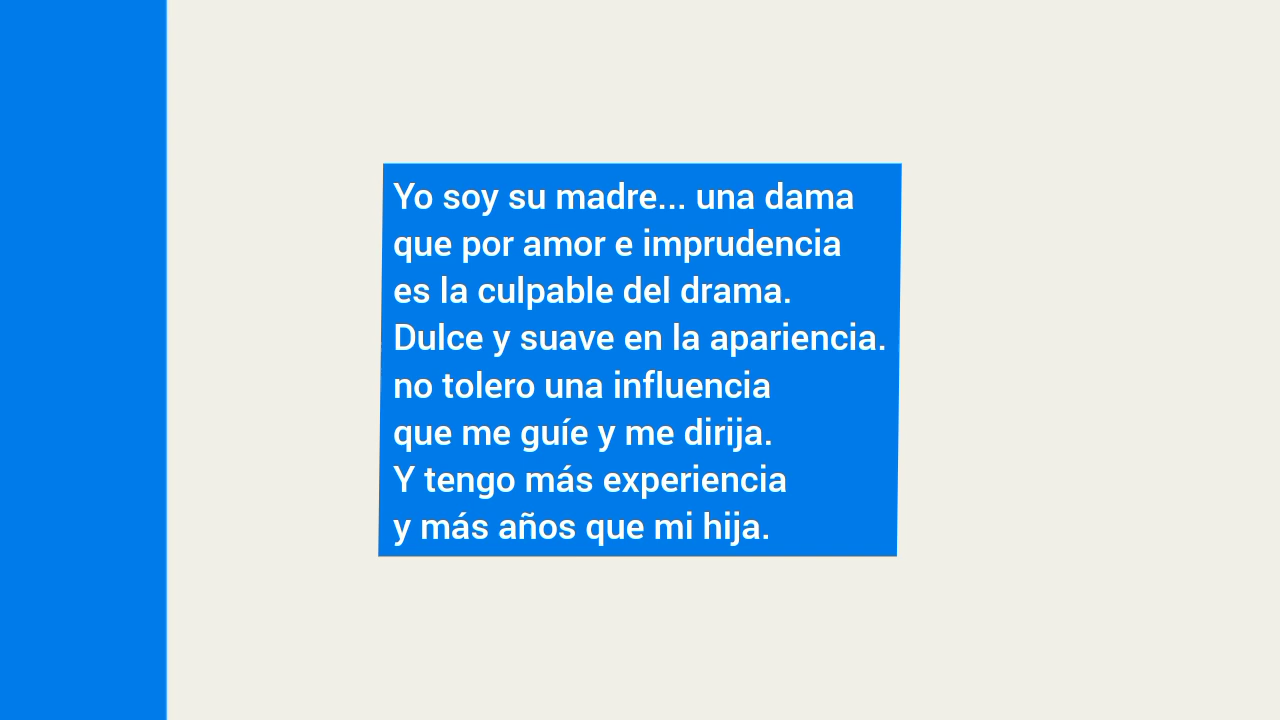 Yo soy su madre... una dama
que por amor e imprudencia
es la culpable del drama.
Dulce y suave en la apariencia.
no tolero una influencia
que me guíe y me dirija.
Y tengo más experiencia
y más años que mi hija.